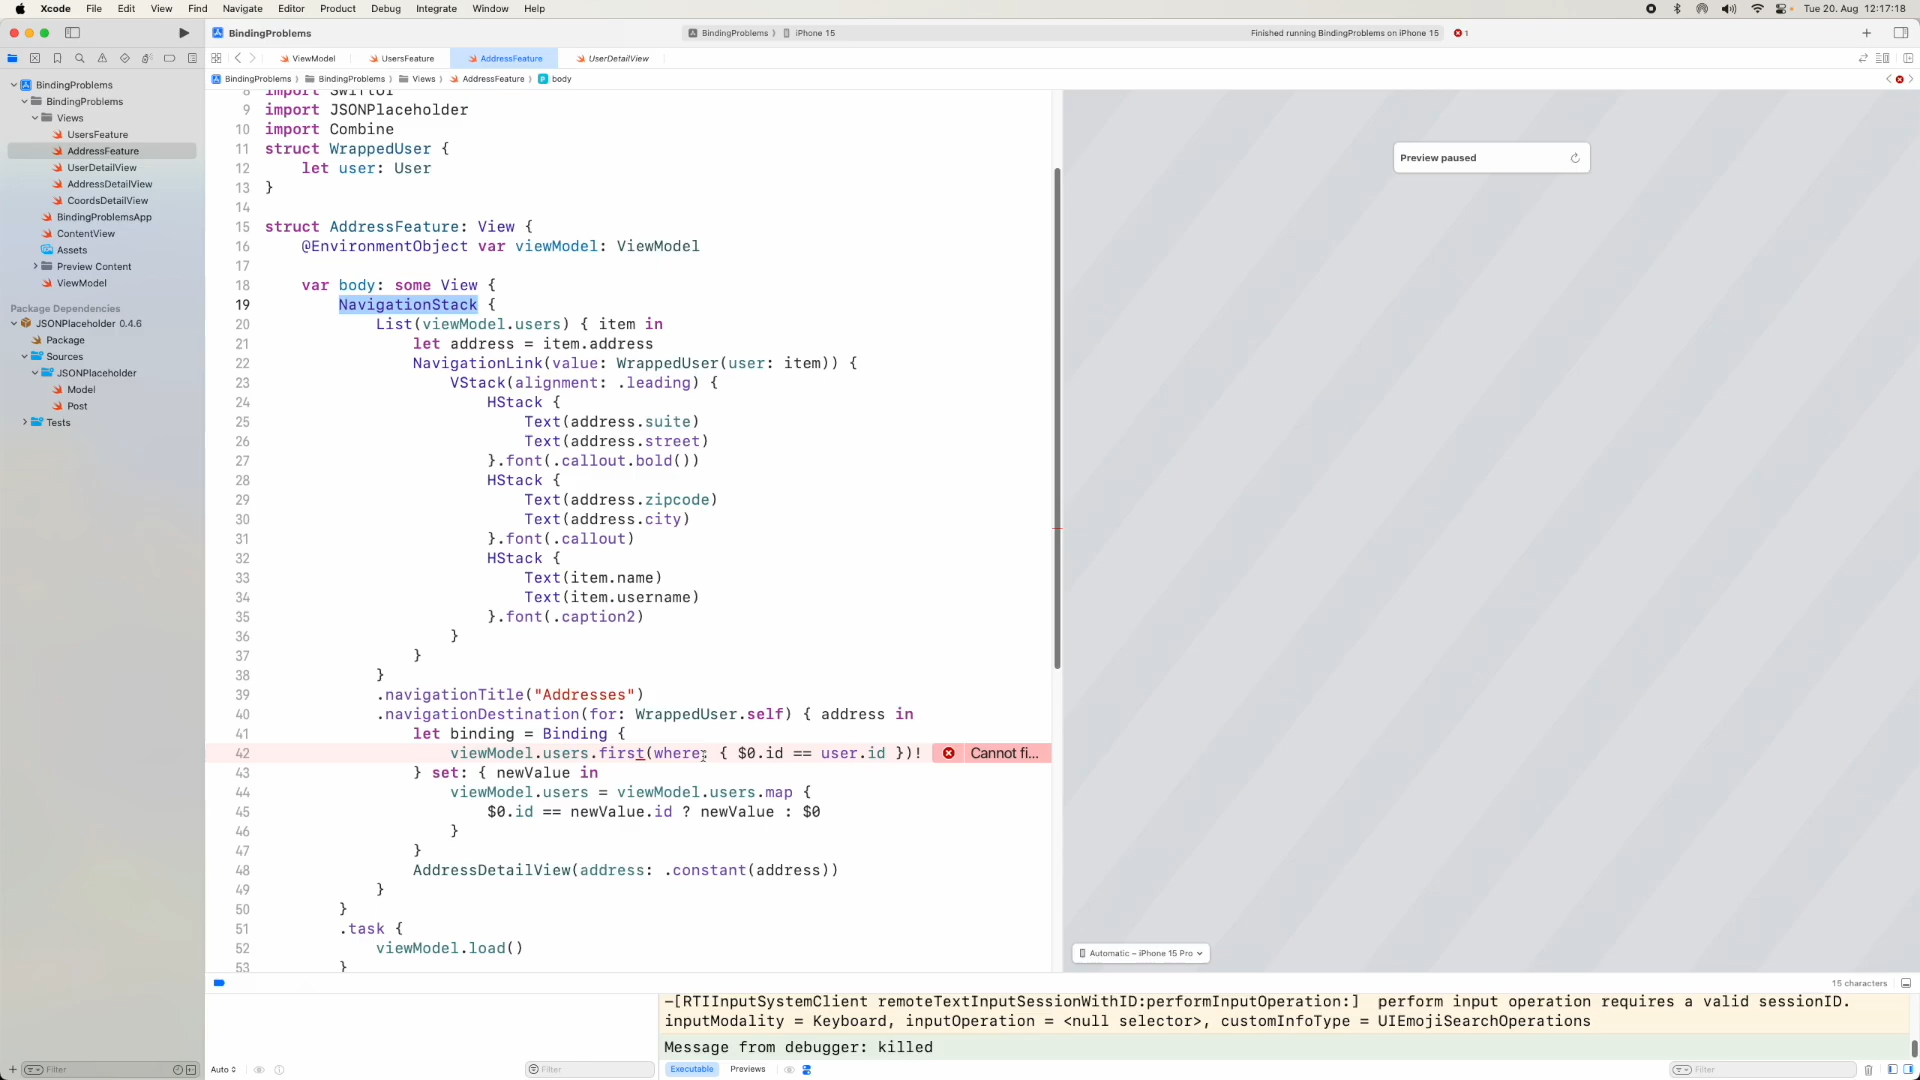 Xcode File Edit View Find Navigate Editor Product Debug Integrate Window Help
Tue 20. Aug 12:17:18
BindingProblems
BindingProblems iPhone 15
Finished running BindingProblems on iPhone 15 1
ViewModel UsersFeature AddressFeature UserDetailView
BindingProblems BindingProblems Views AddressFeature body
BindingProblems
BindingProblems
Views
UsersFeature
AddressFeature
UserDetailView
AddressDetailView
CoordsDetailView
BindingProblemsApp
ContentView
Assets
Preview Content
ViewModel
Package Dependencies
JSONPlaceholder 0.4.6
Package
Sources
JSONPlaceholder
Model
Post
Tests
Filter
8 import SwiftUI
9 import JSONPlaceholder
10 import Combine
11 struct WrappedUser {
12 let user: User
13 }
14
15 struct AddressFeature: View {
16 @EnvironmentObject var viewModel: ViewModel
17
18 var body: some View {
19 NavigationStack {
20 List(viewModel.users) { item in
21 let address = item.address
22 NavigationLink(value: WrappedUser(user: item)) {
23 VStack(alignment: .leading) {
24 HStack {
25 Text(address.suite)
26 Text(address.street)
27 }.font(.callout.bold())
28 HStack {
29 Text(address.zipcode)
30 Text(address.city)
31 }.font(.callout)
32 HStack {
33 Text(item.name)
34 Text(item.username)
35 }.font(.caption2)
36 }
37 }
38 }
39 .navigationTitle("Addresses")
40 .navigationDestination(for: WrappedUser.self) { address in
41 let binding = Binding {
42 viewModel.users.first(where: { $0.id == user.id })! Cannot fi...
43 } set: { newValue in
44 viewModel.users = viewModel.users.map {
45 $0.id == newValue.id ? newValue : $0
46 }
47 }
48 AddressDetailView(address: .constant(address))
49 }
50 }
51 .task {
52 viewModel.load()
53 }
Preview paused
Automatic – iPhone 15 Pro
15 characters
-[RTIInputSystemClient remoteTextInputSessionWithID:performInputOperation:] perform input operation requires a valid sessionID.
inputModality = Keyboard, inputOperation = <null selector>, customInfoType = UIEmojiSearchOperations
Message from debugger: killed
Auto Filter
Executable Previews Filter